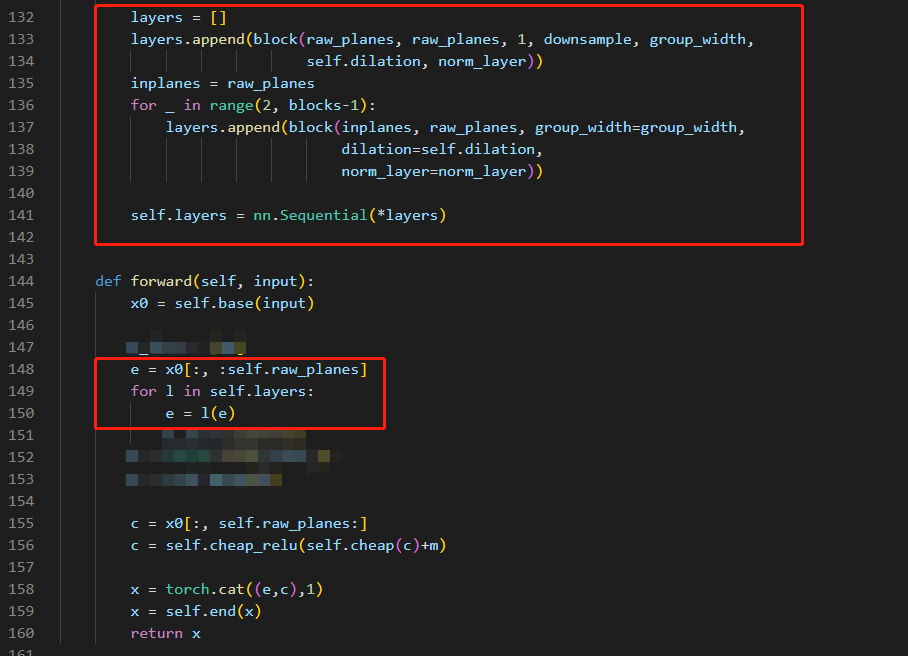 132 layers = []
133 layers.append(block(raw_planes, raw_planes, 1, downsample, group_width,
134 self.dilation, norm_layer))
135 inplanes = raw_planes
136 for _ in range(2, blocks-1):
137 layers.append(block(inplanes, raw_planes, group_width=group_width,
138 dilation=self.dilation,
139 norm_layer=norm_layer))
140
141 self.layers = nn.Sequential(*layers)
142
143
144 def forward(self, input):
145 x0 = self.base(input)
146
147
148 e = x0[:, :self.raw_planes]
149 for l in self.layers:
150 e = l(e)
151
152
153
154
155 c = x0[:, self.raw_planes:]
156 c = self.cheap_relu(self.cheap(c)+m)
157
158 x = torch.cat((e,c),1)
159 x = self.end(x)
160 return x
161